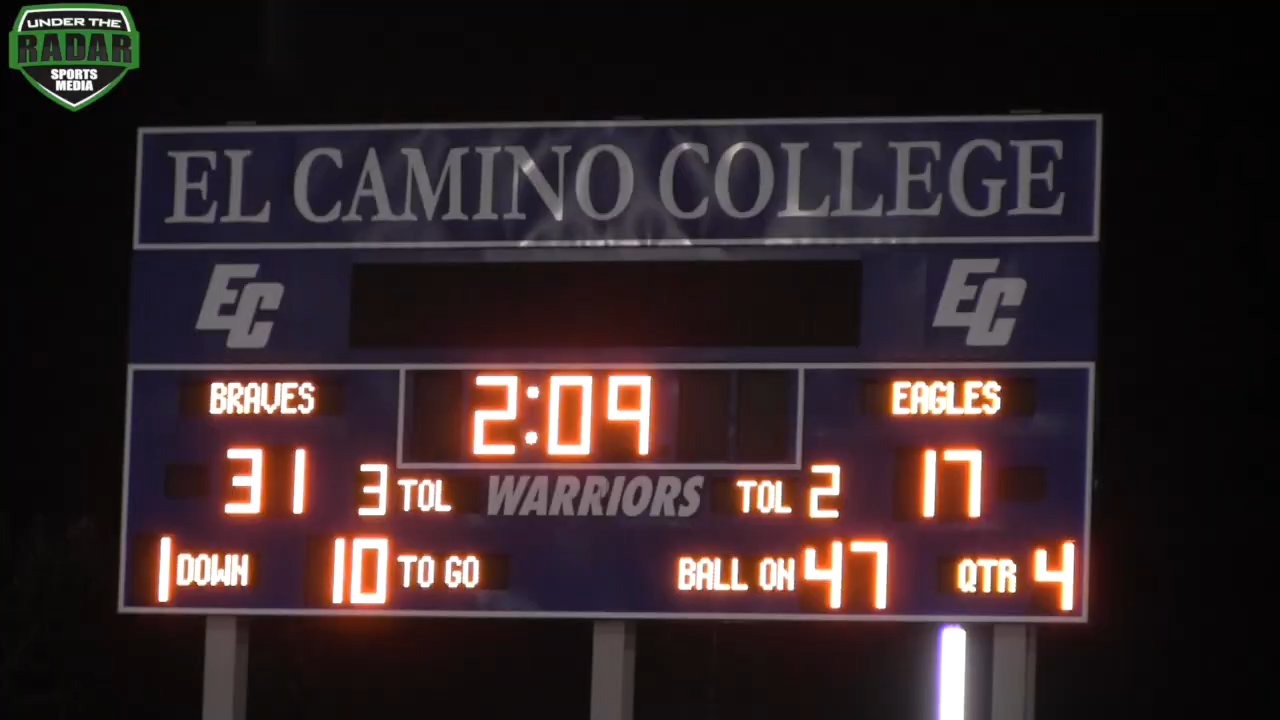 UNDER THE
RADAR
SPORTS
MEDIA
EL CAMINO COLLEGE
EC EC
BRAVES 2:09 EAGLES
31 3 TOL WARRIORS TOL 2 17
1 DOWN 10 TO GO BALL ON 47 QTR 4